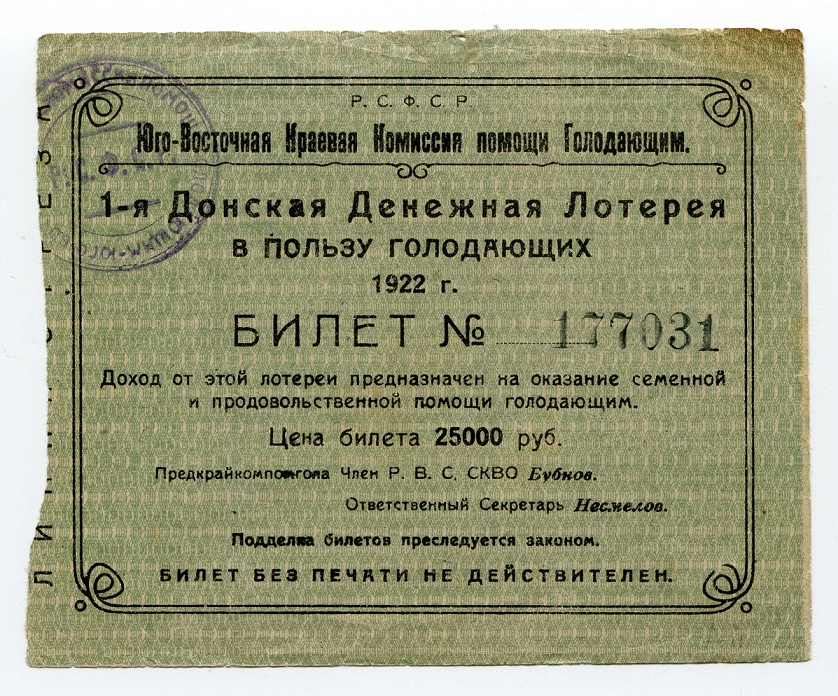 Р. С. Ф. С. Р
Юго-Восточная Краевая Комиссия помощи Голодающим.
1-я Донская Денежная Лотерея
В ПОЛЬЗУ ГОЛОДАЮЩИХ
1922 г.
БИЛЕТ № 177031
Доход от этой лотереи предназначен на оказание семенной
и продовольственной помощи голодающим.
Цена билета 25000 руб.
Предкрайкомпомгола Член Р. В. С. СКВО Бубнов.
Ответственный Секретарь Несмелов.
Подделка билетов преследуется законом.
БИЛЕТ БЕЗ ПЕЧАТИ НЕ ДЕЙСТВИТЕЛЕН.